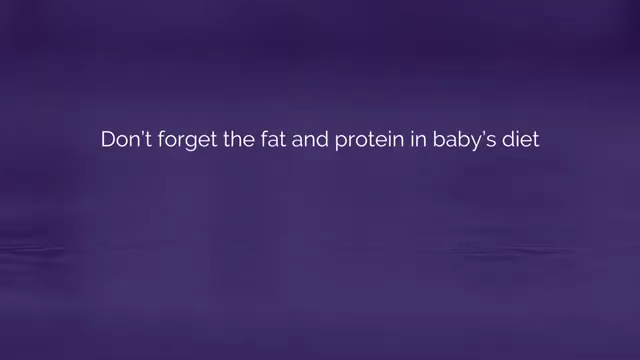 Don’t forget the fat and protein in baby’s diet